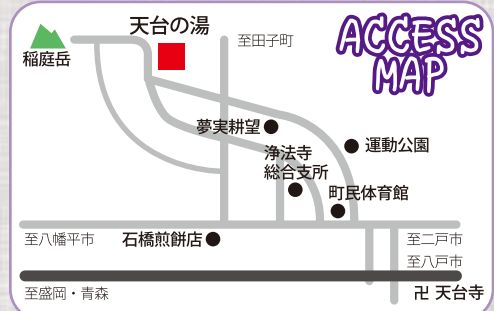 天台の湯
ACCESS
MAP
至田子町
稲庭岳
夢実耕望
運動公園
浄法寺
総合支所
町民体育館
至八幡平市
石橋煎餅店
至二戸市
至八戸市
至盛岡・青森
卍 天台寺